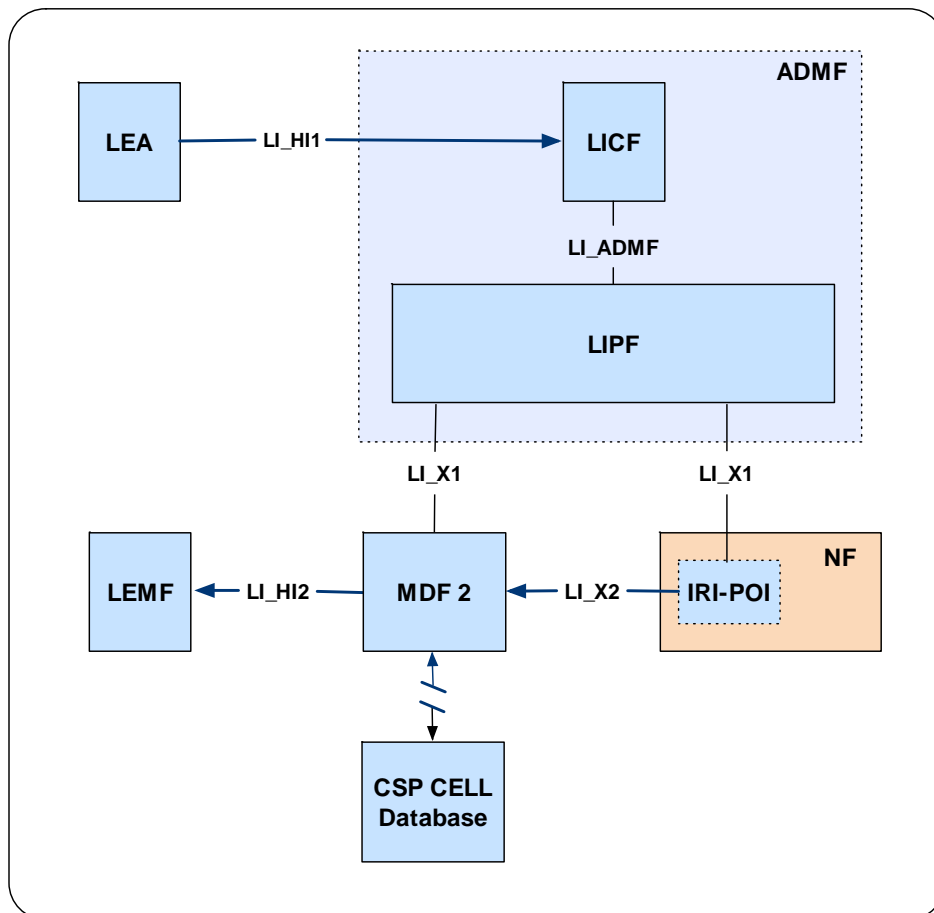 ADMF
LEA
LI_HI1
LICF
LI_ADMF
LIPF
LI_X1
LI_X1
NF
LEMF
LI_HI2
MDF 2
LI_X2
IRI-POI
CSP CELL
Database